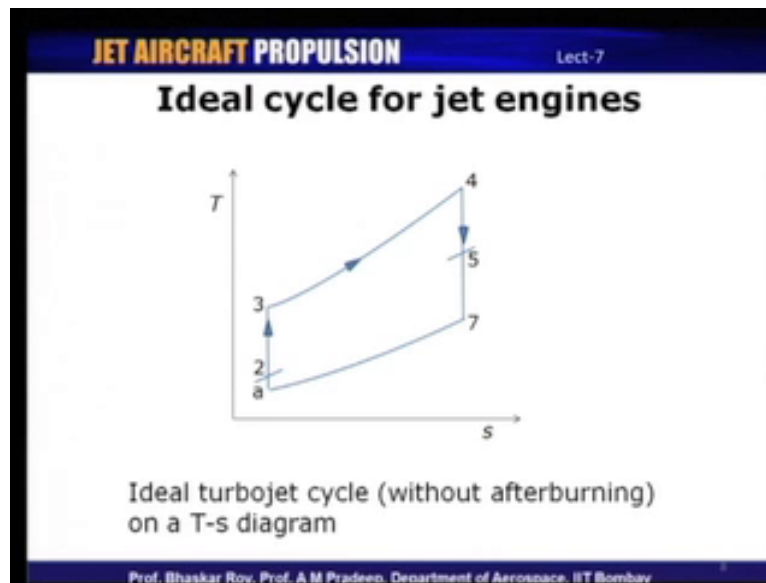 JET AIRCRAFT PROPULSION Lect-7
Ideal cycle for jet engines
T
4
5
3
7
2
a
s
Ideal turbojet cycle (without afterburning)
on a T-s diagram
Prof. Bhaskar Roy, Prof. A M Pradeep, Department of Aerospace, IIT Bombay